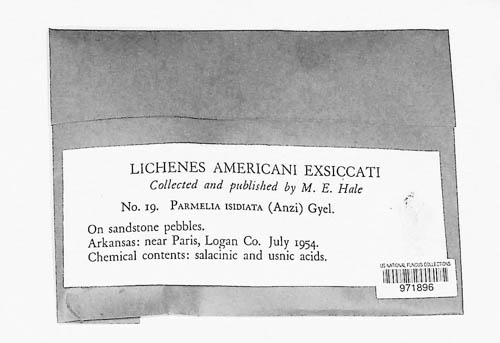 LICHENES AMERICANI EXSICCATI
Collected and published by M. E. Hale
No. 19. PARMELIA ISIDIATA (Anzi) Gyel.
On sandstone pebbles.
Arkansas: near Paris, Logan Co. July 1954.
Chemical contents: salacinic and usnic acids.
US NATIONAL FUNGUS COLLECTIONS
971896